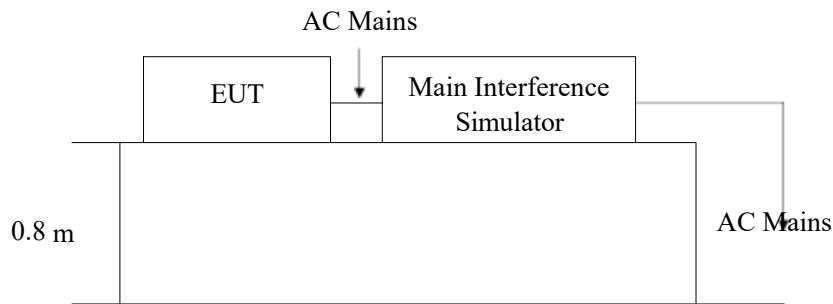 AC Mains
EUT
Main Interference
Simulator
0.8 m
AC Mains